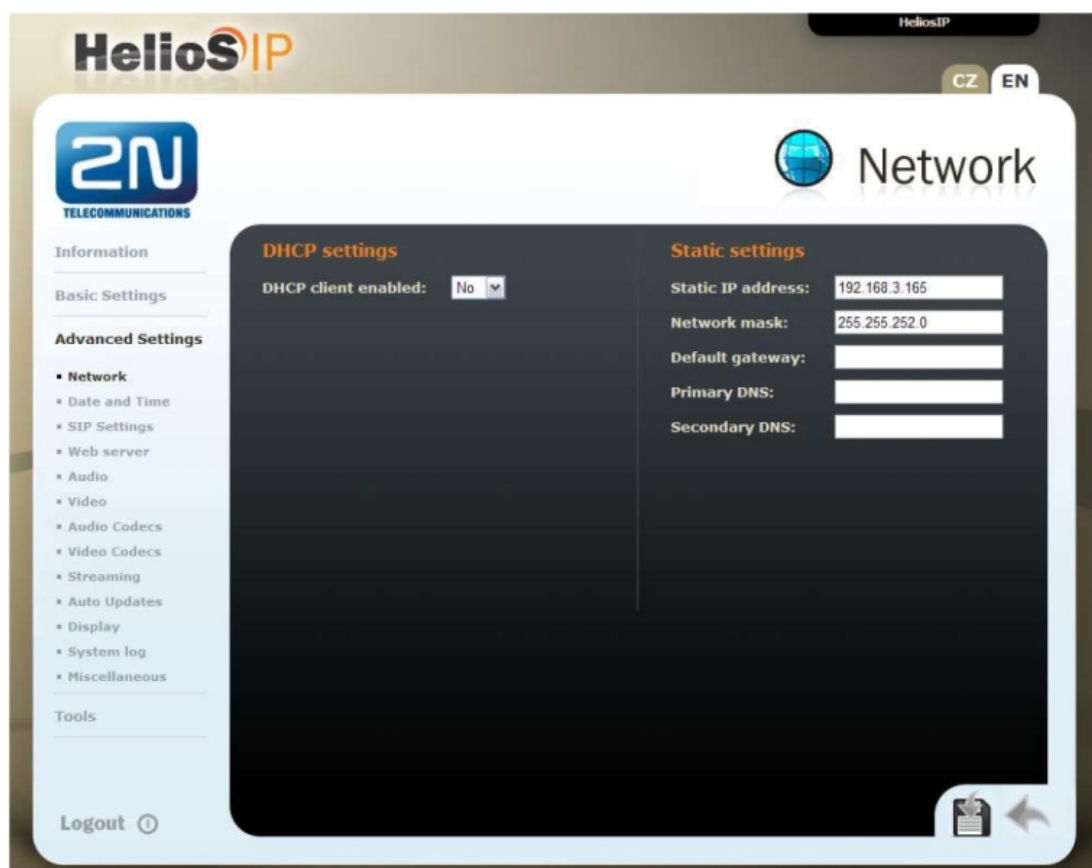 HeliosIP
HelioS IP
CZ EN
2N
TELECOMMUNICATIONS
Network
Information
Basic Settings
Advanced Settings
Network
Date and Time
SIP Settings
Web server
Audio
Video
Audio Codecs
Video Codecs
Streaming
Auto Updates
Display
System log
Miscellaneous
Tools
Logout
DHCP settings
DHCP client enabled: No
Static settings
Static IP address: 192.168.3.165
Network mask: 255.255.252.0
Default gateway:
Primary DNS:
Secondary DNS: